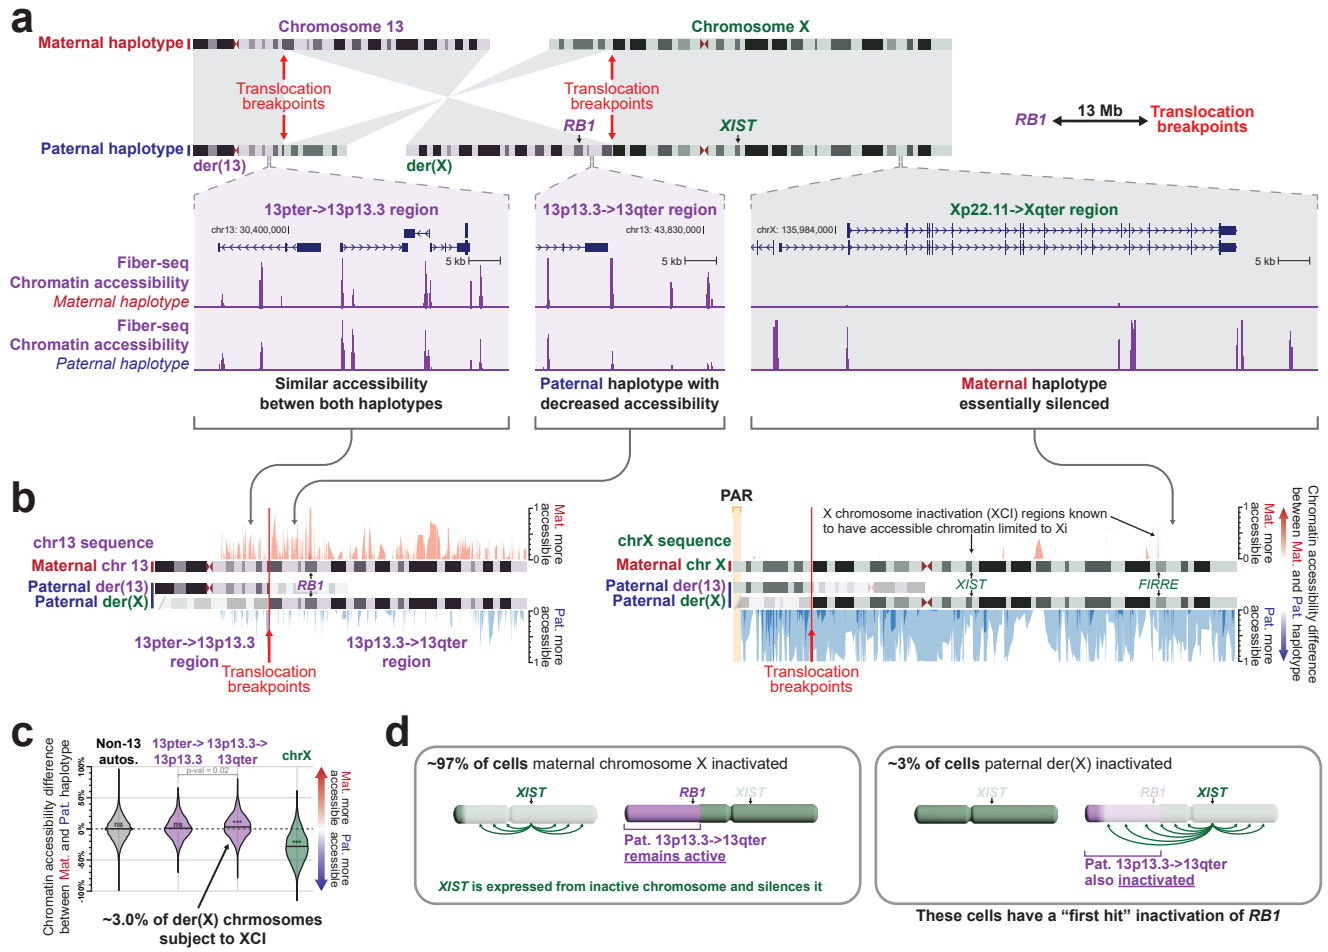 a
Chromosome 13
Chromosome X
Maternal haplotype
Translocation
breakpoints
Translocation
breakpoints
RB1
XIST
RB1
13 Mb
Translocation
breakpoints
Paternal haplotype
der(13)
der(X)
13pter->13p13.3 region
13p13.3->13qter region
Xp22.11->Xqter region
chr13: 30,400,000
chr13: 43,830,000
chrX: 135,984,000
5 kb
5 kb
5 kb
Fiber-seq
Chromatin accessibility
Maternal haplotype
Fiber-seq
Chromatin accessibility
Paternal haplotype
Similar accessibility
betwen both haplotypes
Paternal haplotype with
decreased accessibility
Maternal haplotype
essentially silenced
b
chr13 sequence
Maternal chr 13
Paternal der(13)
Paternal der(X)
RB1
1
0
Mat. more
accessible
0
1
Pat. more
accessible
13pter->13p13.3
region
13p13.3->13qter
region
Translocation
breakpoints
PAR
X chromosome inactivation (XCI) regions known
to have accessible chromatin limited to Xi
chrX sequence
Maternal chr X
Paternal der(13)
Paternal der(X)
XIST
FIRRE
1
0
Mat. more
accessible
0
1
Pat. more
accessible
Chromatin accessibility difference
between Mat. and Pat. haplotype
Translocation
breakpoints
c
Chromatin accessibility difference
between Mat. and Pat. haplotype
Non-13
autos.
13pter->
13p13.3
13p13.3->
13qter
chrX
p-val = 0.02
100%
50%
0%
-50%
-100%
ns
ns
***
***
Mat. more
accessible
Pat. more
accessible
~3.0% of der(X) chrmosomes
subject to XCI
d
~97% of cells maternal chromosome X inactivated
XIST
RB1
XIST
Pat. 13p13.3->13qter
remains active
XIST is expressed from inactive chromosome and silences it
~3% of cells paternal der(X) inactivated
XIST
RB1
XIST
Pat. 13p13.3->13qter
also inactivated
These cells have a “first hit” inactivation of RB1